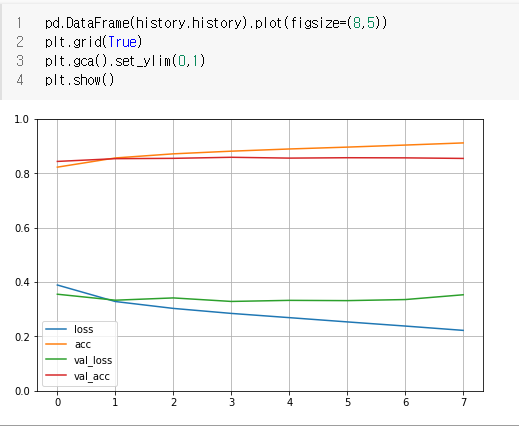 1 pd.DataFrame(history.history).plot(figsize=(8,5))
2 plt.grid(True)
3 plt.gca().set_ylim(0,1)
4 plt.show()
1.0
0.8
0.6
0.4
0.2
0.0
loss
acc
val_loss
val_acc
0 1 2 3 4 5 6 7